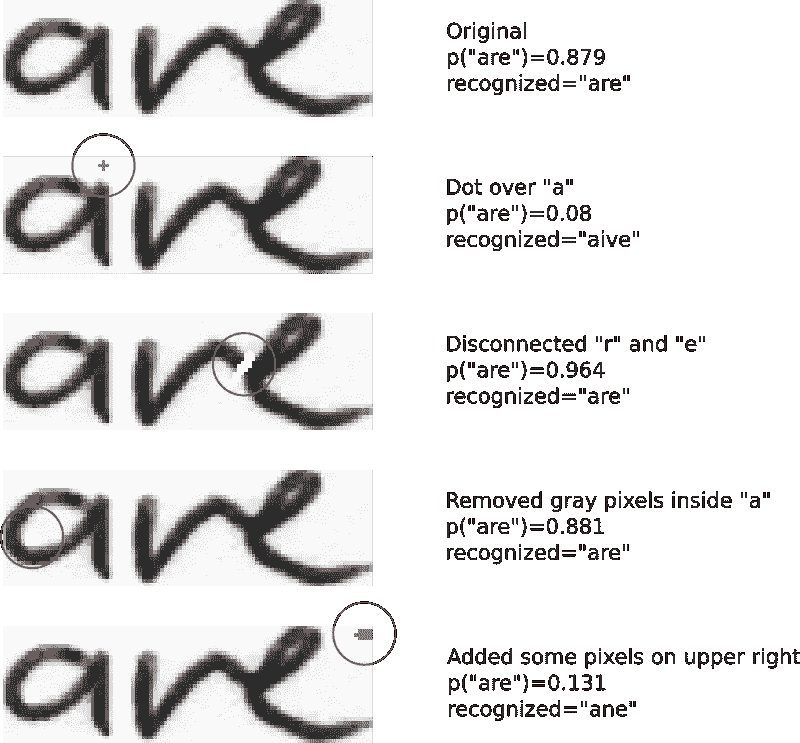 are
Original
p("are")=0.879
recognized="are"
are
Dot over "a"
p("are")=0.08
recognized="aive"
are
Disconnected "r" and "e"
p("are")=0.964
recognized="are"
are
Removed gray pixels inside "a"
p("are")=0.881
recognized="are"
are
Added some pixels on upper right
p("are")=0.131
recognized="ane"